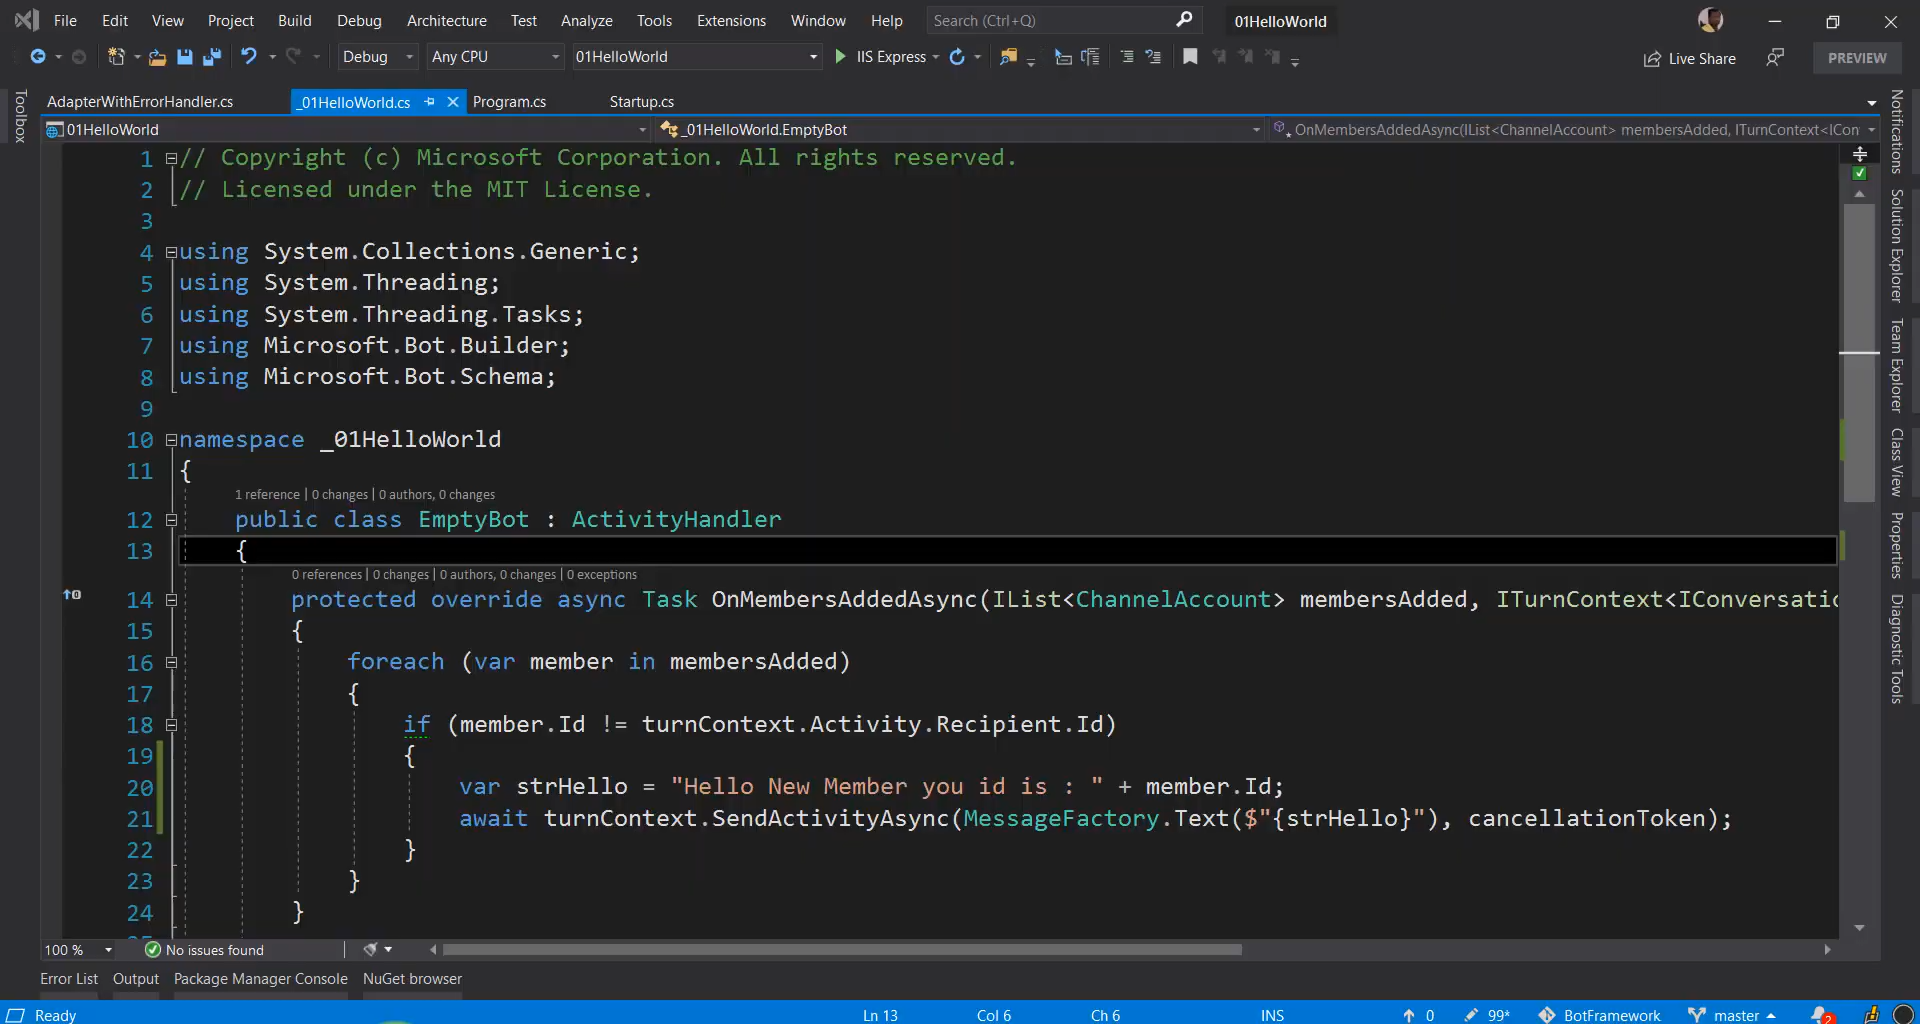 File Edit View Project Build Debug Architecture Test Analyze Tools Extensions Window Help Search (Ctrl+Q) 01HelloWorld
Debug Any CPU 01HelloWorld IIS Express Live Share PREVIEW
Toolbox
AdapterWithErrorHandler.cs _01HelloWorld.cs Program.cs Startup.cs
01HelloWorld _01HelloWorld.EmptyBot OnMembersAddedAsync(IList<ChannelAccount> membersAdded, ITurnContext<ICon
1 // Copyright (c) Microsoft Corporation. All rights reserved.
2 // Licensed under the MIT License.
3
4 using System.Collections.Generic;
5 using System.Threading;
6 using System.Threading.Tasks;
7 using Microsoft.Bot.Builder;
8 using Microsoft.Bot.Schema;
9
10 namespace _01HelloWorld
11 {
1 reference | 0 changes | 0 authors, 0 changes
12 public class EmptyBot : ActivityHandler
13 {
0 references | 0 changes | 0 authors, 0 changes | 0 exceptions
14 protected override async Task OnMembersAddedAsync(IList<ChannelAccount> membersAdded, ITurnContext<IConversatio
15 {
16 foreach (var member in membersAdded)
17 {
18 if (member.Id != turnContext.Activity.Recipient.Id)
19 {
20 var strHello = "Hello New Member you id is : " + member.Id;
21 await turnContext.SendActivityAsync(MessageFactory.Text($"{strHello}"), cancellationToken);
22 }
23 }
24 }
Notifications
Solution Explorer
Team Explorer
Class View
Properties
Diagnostic Tools
100 % No issues found
Error List Output Package Manager Console NuGet browser
Ready Ln 13 Col 6 Ch 6 INS 0 99* BotFramework master 2